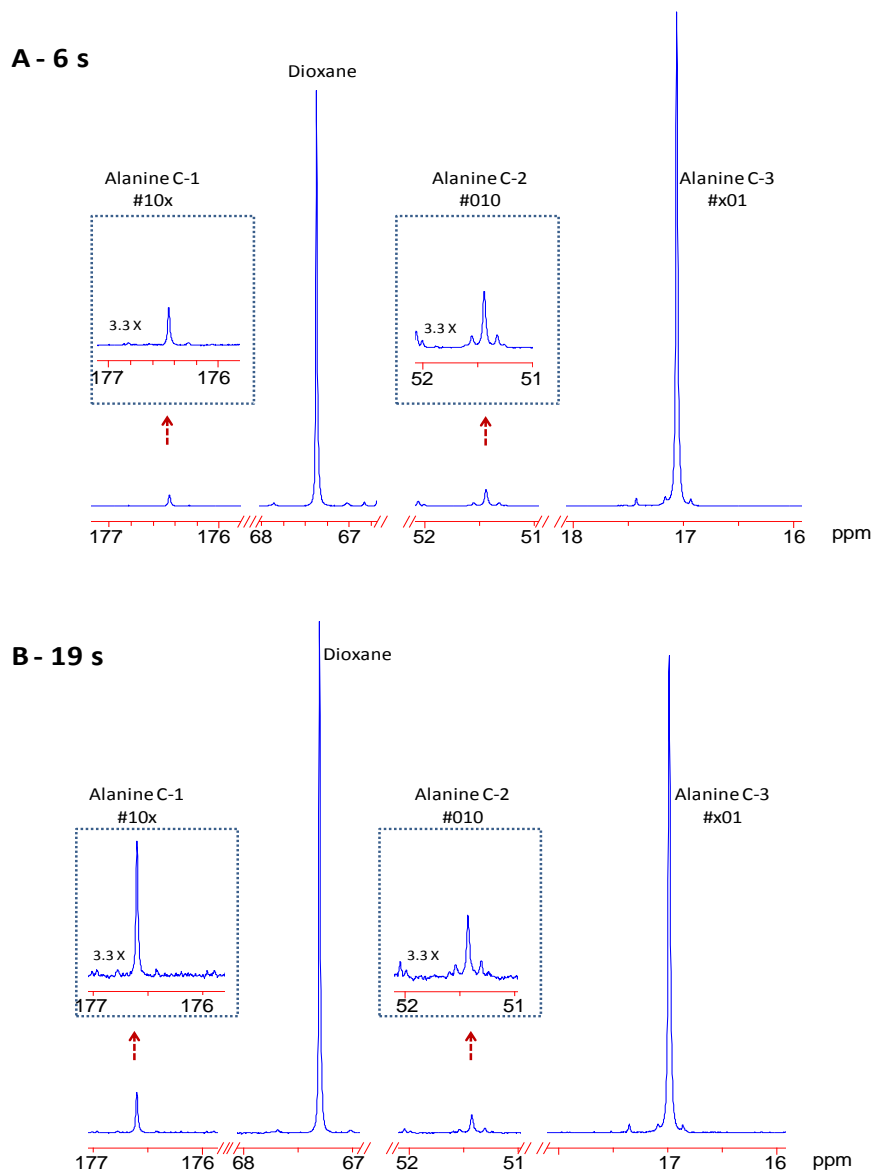 A - 6 s
Dioxane
Alanine C-1
#10x
Alanine C-2
#010
Alanine C-3
#x01
3.3 X
3.3 X
177 176
52 51
177 176 68 67 52 51 18 17 16 ppm
B - 19 s
Dioxane
Alanine C-1
#10x
Alanine C-2
#010
Alanine C-3
#x01
3.3 X
3.3 X
177 176
52 51
177 176 68 67 52 51 17 16
ppm